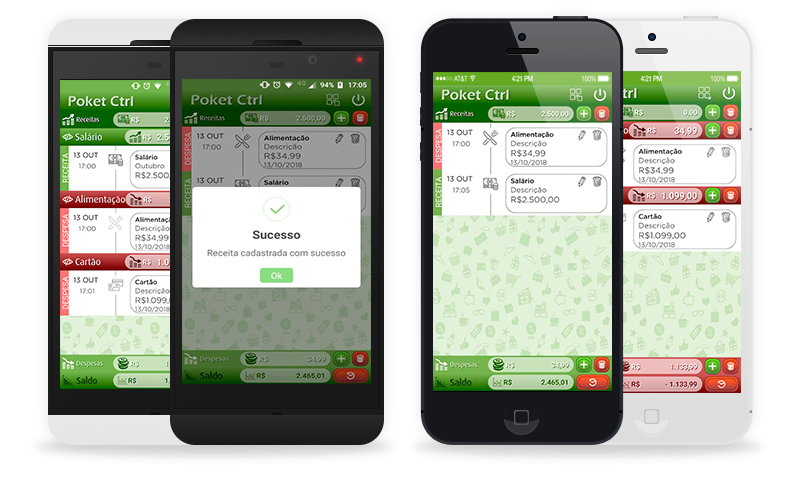 Poket Ctrl
Receitas R$ 2.5
Salário R$ 2.5
RECEITA
13 OUT
17:00
Salário
Outubro
R$2.500,
Alimentação R$
DESPESA
13 OUT
17:00
Alimentaç
Descrição
R$34,99
13/10/2018
Cartão R$ 1.0
DESPESA
13 OUT
17:01
Cartão
Descrição
R$1.099,
13/10/2018
Despesas R$
Saldo R$
4G 94% 17:05
Poket Ctrl
Receitas R$ 2.500,00
DESPESA
13 OUT
17:00
Alimentação
Descrição
R$34,99
13/10/2018
RECEITA
13 OUT
Salário
Sucesso
Receita cadastrada com sucesso
Ok
Despesas R$ 34,99
Saldo R$ 2.465,01
AT&T 4:21 PM 100%
Poket Ctrl
Receitas R$ 2.500,00
DESPESA
13 OUT
17:00
Alimentação
Descrição
R$34,99
13/10/2018
RECEITA
13 OUT
17:05
Salário
Descrição
R$2.500,00
Despesas R$ 34,99
Saldo R$ 2.465,01
4:21 PM 100%
0,00
R$ 34,99
Alimentação
Descrição
R$34,99
13/10/2018
R$ 1.099,00
Cartão
Descrição
R$1.099,00
13/10/2018
R$ 1.133,99
R$ - 1.133,99